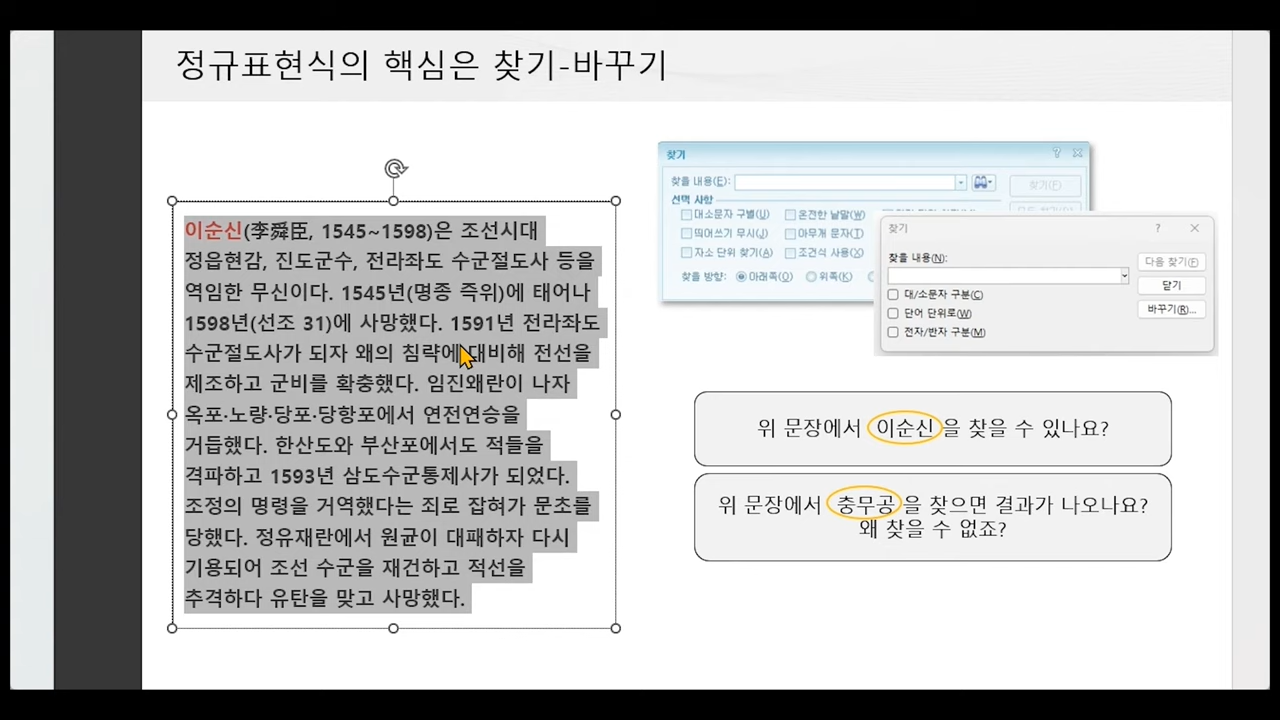 정규표현식의 핵심은 찾기-바꾸기
이순신(李舜臣, 1545~1598)은 조선시대
정읍현감, 진도군수, 전라좌도 수군절도사 등을
역임한 무신이다. 1545년(명종 즉위)에 태어나
1598년(선조 31)에 사망했다. 1591년 전라좌도
수군절도사가 되자 왜의 침략에 대비해 전선을
제조하고 군비를 확충했다. 임진왜란이 나자
옥포·노량·당포·당항포에서 연전연승을
거듭했다. 한산도와 부산포에서도 적들을
격파하고 1593년 삼도수군통제사가 되었다.
조정의 명령을 거역했다는 죄로 잡혀가 문초를
당했다. 정유재란에서 원균이 대패하자 다시
기용되어 조선 수군을 재건하고 적선을
추격하다 유탄을 맞고 사망했다.
찾기
찾을 내용(E):
찾기(F)
선택 사항
대소문자 구별(U) 온전한 낱말(W)
띄어쓰기 무시(J) 아무개 문자(T)
자소 단위 찾기(A) 조건식 사용(X)
찾을 방향: 아래쪽(O) 위쪽(K)
찾기
찾을 내용(N):
다음 찾기(F)
닫기
대/소문자 구분(C)
바꾸기(R)...
단어 단위로(W)
전자/반자 구분(M)
위 문장에서 이순신 을 찾을 수 있나요?
위 문장에서 충무공 을 찾으면 결과가 나오나요?
왜 찾을 수 없죠?